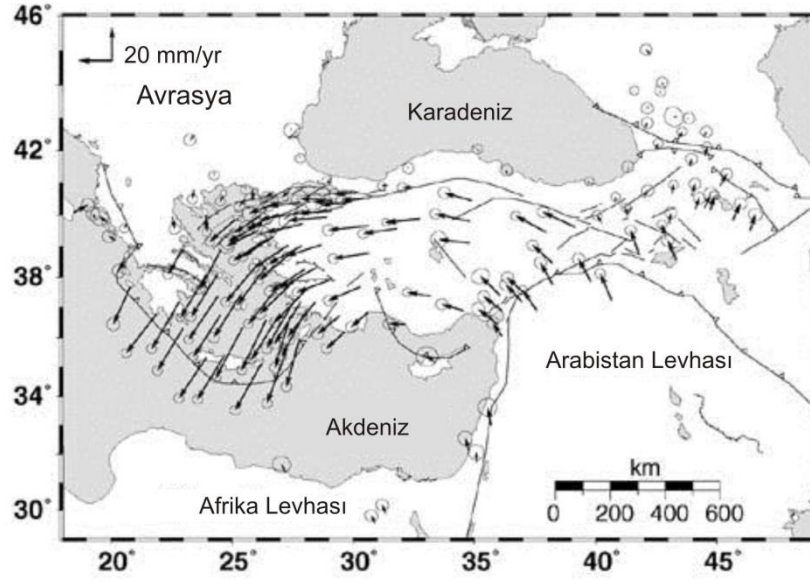 46°
20 mm/yr
Avrasya
Karadeniz
42°
38°
Arabistan Levhası
34°
Akdeniz
km
Afrika Levhası
30°
0 200 400 600
20° 25° 30° 35° 40° 45°